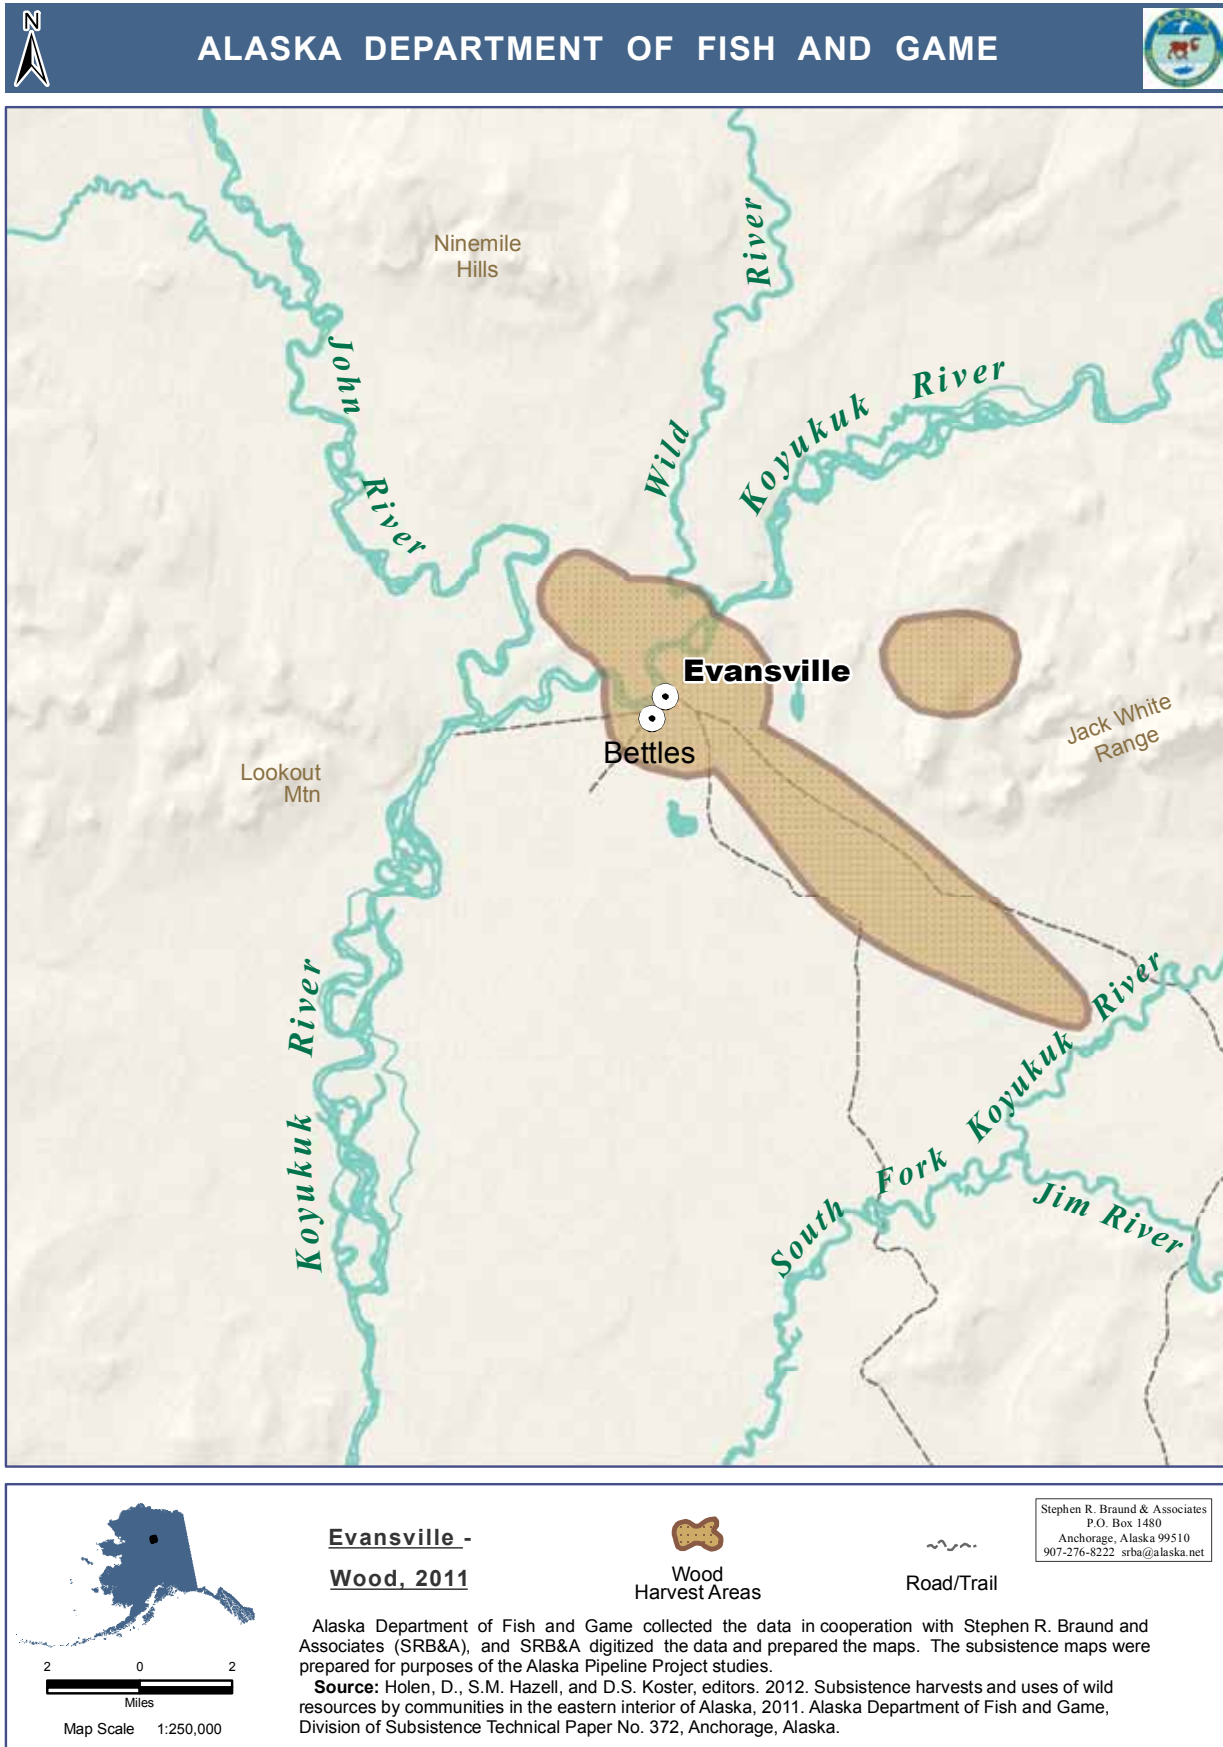 N
ALASKA DEPARTMENT OF FISH AND GAME
ALASKA
Ninemile
Hills
River
John
River
Wild
Koyukuk River
Evansville
Bettles
Jack White
Range
Lookout
Mtn
Koyukuk River
South Fork Koyukuk River
Jim River
Evansville -
Wood, 2011
Wood
Harvest Areas
Road/Trail
Stephen R. Braund & Associates
P.O. Box 1480
Anchorage, Alaska 99510
907-276-8222 srba@alaska.net
Alaska Department of Fish and Game collected the data in cooperation with Stephen R. Braund and
Associates (SRB&A), and SRB&A digitized the data and prepared the maps. The subsistence maps were
prepared for purposes of the Alaska Pipeline Project studies.
Source: Holen, D., S.M. Hazell, and D.S. Koster, editors. 2012. Subsistence harvests and uses of wild
resources by communities in the eastern interior of Alaska, 2011. Alaska Department of Fish and Game,
Division of Subsistence Technical Paper No. 372, Anchorage, Alaska.
2 0 2
Miles
Map Scale 1:250,000